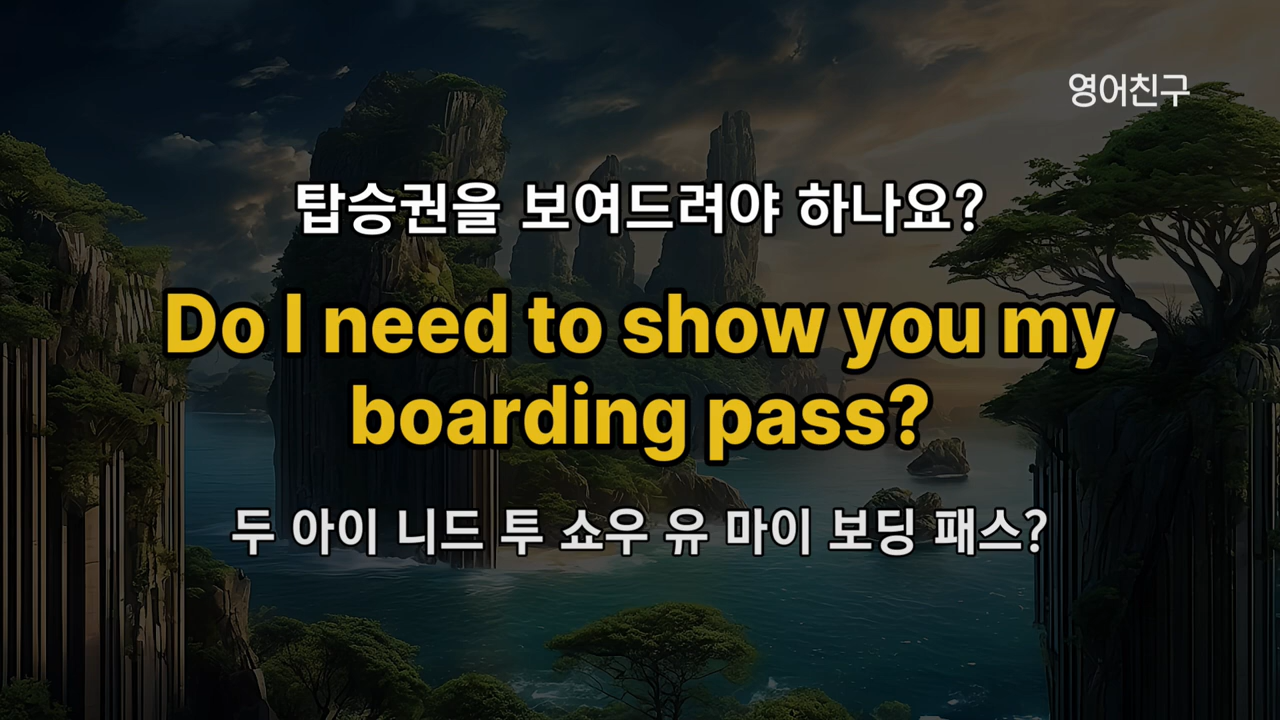 영어친구
탑승권을 보여드려야 하나요?
Do I need to show you my
boarding pass?
두 아이 니드 투 쇼우 유 마이 보딩 패스?